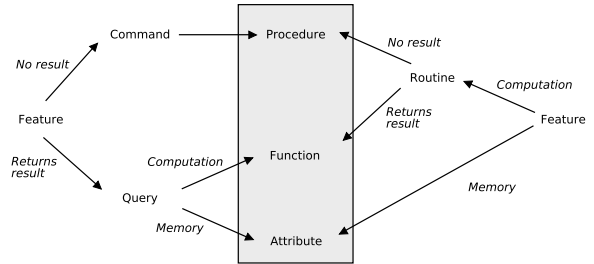 Command
Procedure
No result
No result
Routine
Computation
Feature
Returns
result
Feature
Returns
result
Computation
Function
Query
Memory
Memory
Attribute